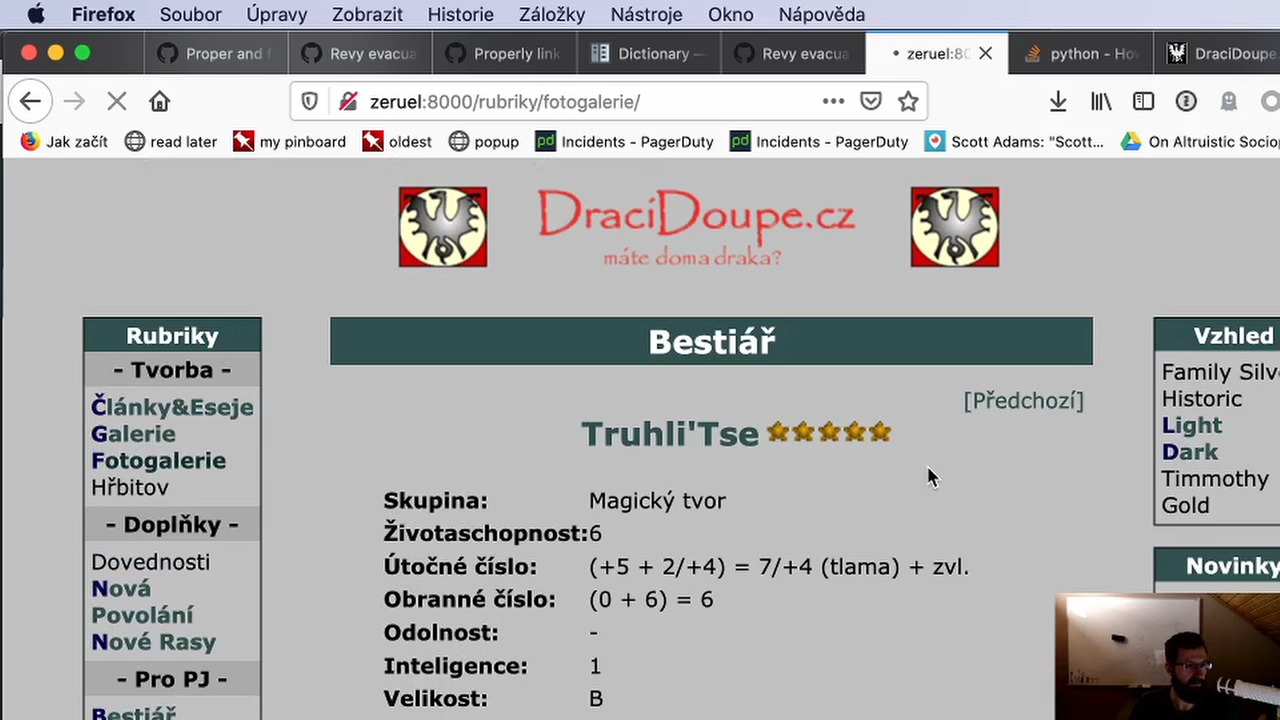 Firefox Soubor Úpravy Zobrazit Historie Záložky Nástroje Okno Nápověda
Proper and f Revy evacua Properly link Dictionary — Revy evacua zeruel:80 python - Ho DraciDoupe.
zeruel:8000/rubriky/fotogalerie/
Jak začít read later my pinboard oldest popup pd Incidents - PagerDuty pd Incidents - PagerDuty Scott Adams: "Scott... On Altruistic Sociop
DraciDoupe.cz
máte doma draka?
Rubriky
- Tvorba -
Články&Eseje
Galerie
Fotogalerie
Hřbitov
- Doplňky -
Dovednosti
Nová
Povolání
Nové Rasy
- Pro PJ -
Bestiář
Bestiář
[Předchozí]
Truhli'Tse
Skupina: Magický tvor
Životaschopnost: 6
Útočné číslo: (+5 + 2/+4) = 7/+4 (tlama) + zvl.
Obranné číslo: (0 + 6) = 6
Odolnost: -
Inteligence: 1
Velikost: B
Vzhled
Family Silv
Historic
Light
Dark
Timmothy
Gold
Novinky